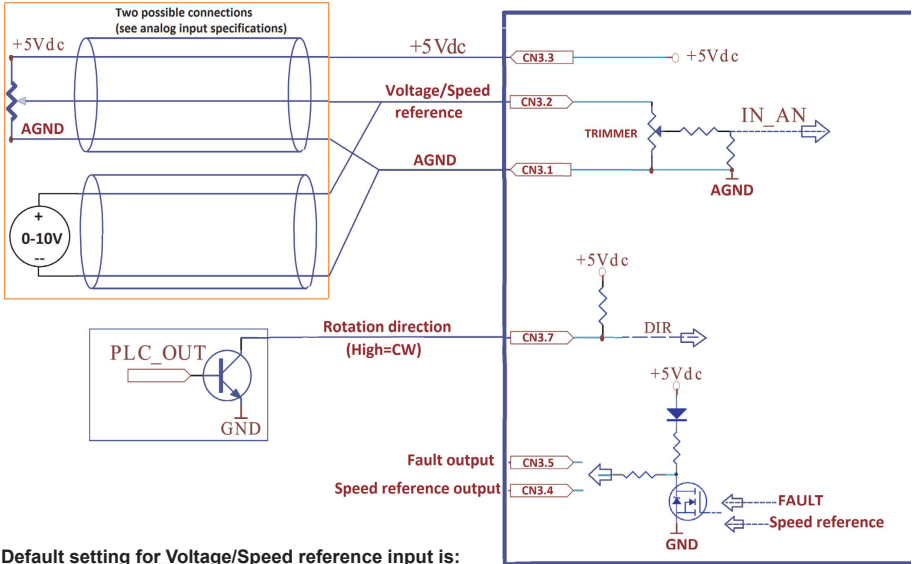 Two possible connections
(see analog input specifications)
+5Vdc
AGND
+
0-10V
--
+5Vdc
Voltage/Speed
reference
AGND
CN3.3
CN3.2
CN3.1
+5Vdc
TRIMMER
IN_AN
AGND
PLC_OUT
GND
Rotation direction
(High=CW)
CN3.7
+5Vdc
DIR
+5Vdc
Fault output
CN3.5
Speed reference output
CN3.4
FAULT
Speed reference
GND
Default setting for Voltage/Speed reference input is: